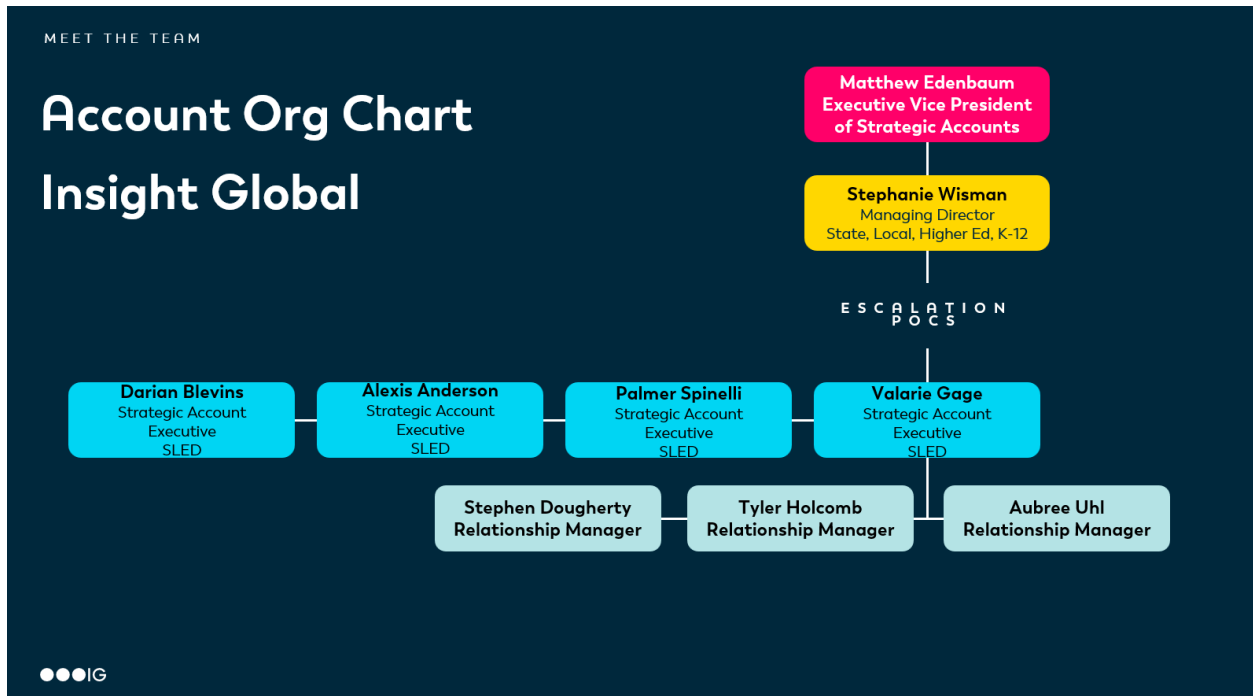 MEET THE TEAM
Account Org Chart
Insight Global
Matthew Edenbaum
Executive Vice President
of Strategic Accounts
Stephanie Wisman
Managing Director
State, Local, Higher Ed, K-12
ESCALATION
POCS
Darian Blevins
Strategic Account
Executive
SLED
Alexis Anderson
Strategic Account
Executive
SLED
Palmer Spinelli
Strategic Account
Executive
SLED
Valarie Gage
Strategic Account
Executive
SLED
Stephen Dougherty
Relationship Manager
Tyler Holcomb
Relationship Manager
Aubree Uhl
Relationship Manager
IG